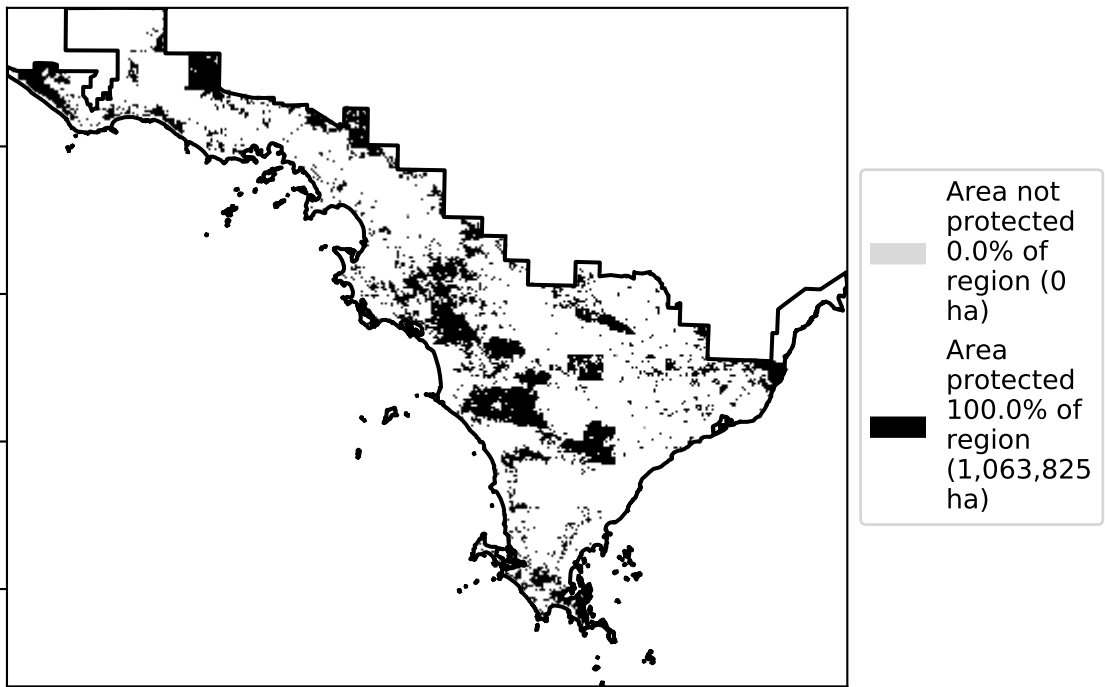 Area not
protected
0.0% of
region (0
ha)
Area
protected
100.0% of
region
(1,063,825
ha)